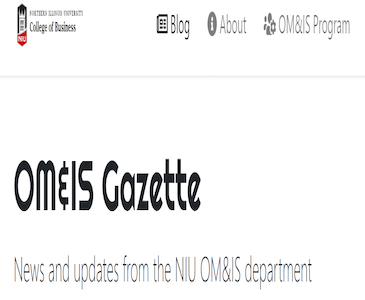 NORTHERN ILLINOIS UNIVERSITY
College of Business
NIU
Blog
About
OM&IS Program
OM&IS Gazette
News and updates from the NIU OM&IS department